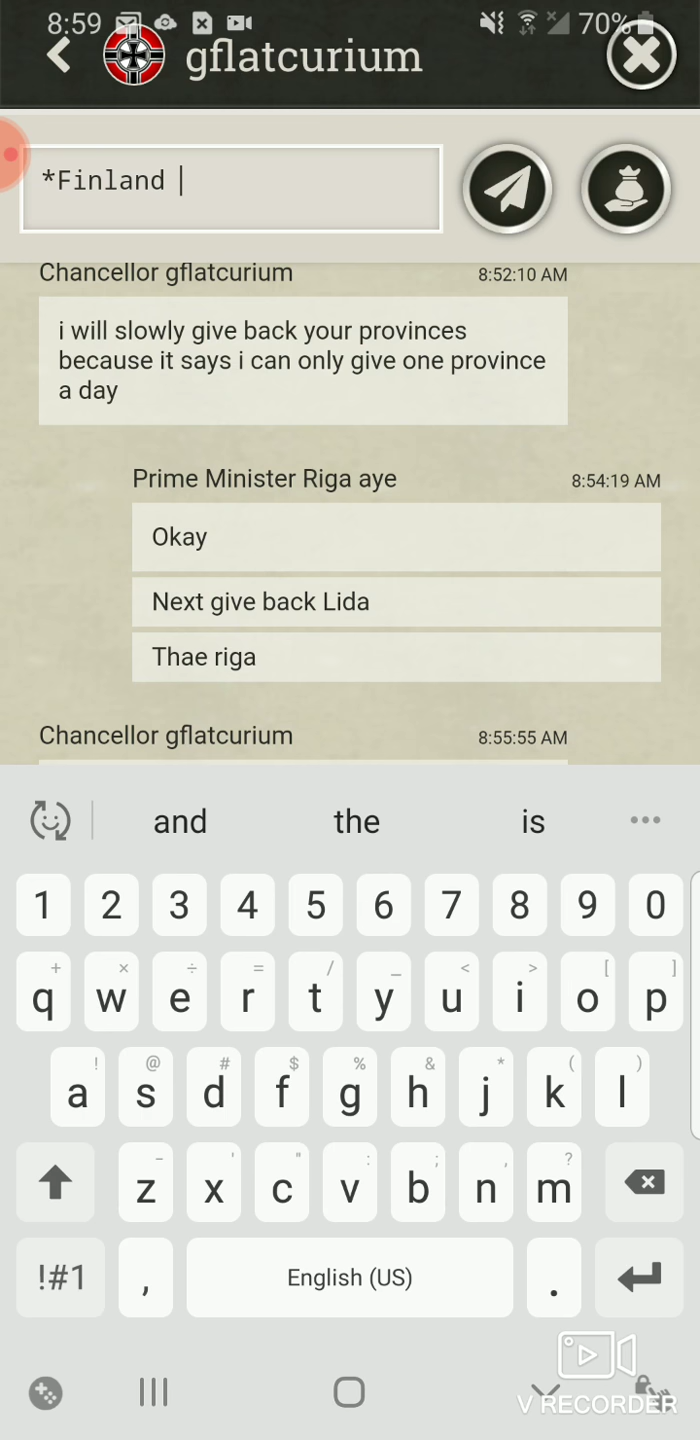 8:59
70%
gflatcurium
*Finland
Chancellor gflatcurium
8:52:10 AM
i will slowly give back your provinces
because it says i can only give one province
a day
Prime Minister Riga aye
8:54:19 AM
Okay
Next give back Lida
Thae riga
Chancellor gflatcurium
8:55:55 AM
and the is
1 2 3 4 5 6 7 8 9 0
+ × ÷ = / _ < > [ ]
q w e r t y u i o p
! @ # $ % & * ( )
a s d f g h j k l
- ' " : ; , ?
z x c v b n m
!#1 , English (US) .
V RECORDER